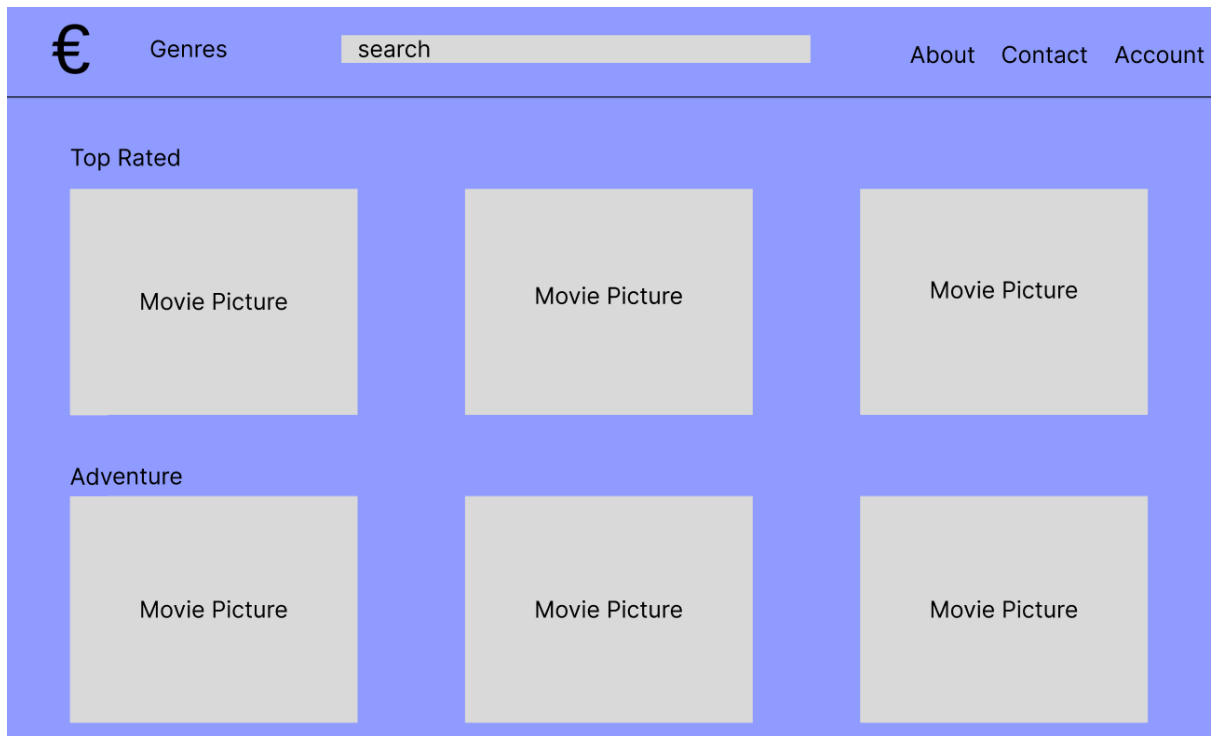 € Genres search About Contact Account
Top Rated
Movie Picture Movie Picture Movie Picture
Adventure
Movie Picture Movie Picture Movie Picture